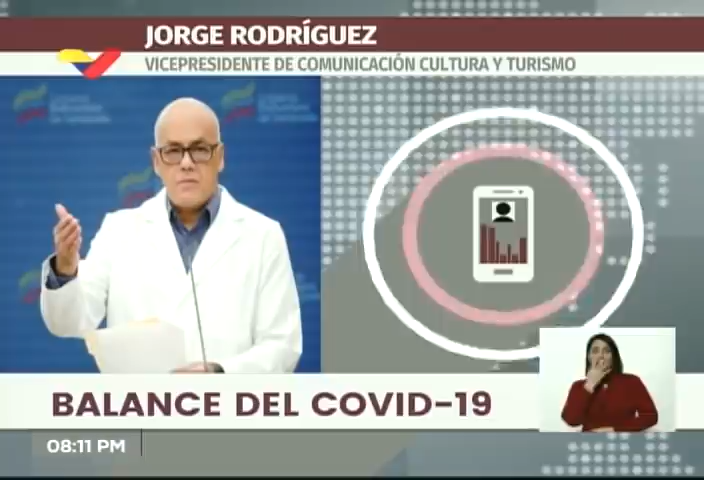 JORGE RODRÍGUEZ
VICEPRESIDENTE DE COMUNICACIÓN CULTURA Y TURISMO
BALANCE DEL COVID-19
08:11 PM